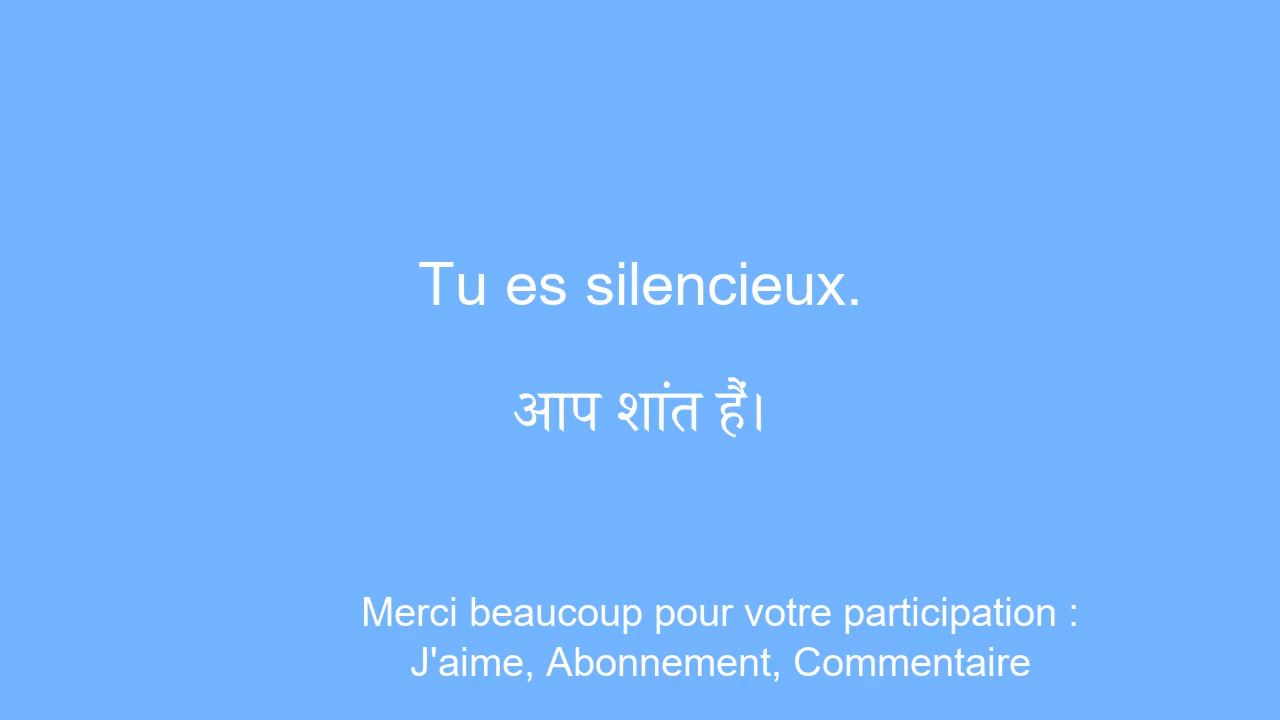 Tu es silencieux.
आप शांत हैं।
Merci beaucoup pour votre participation :
J'aime, Abonnement, Commentaire